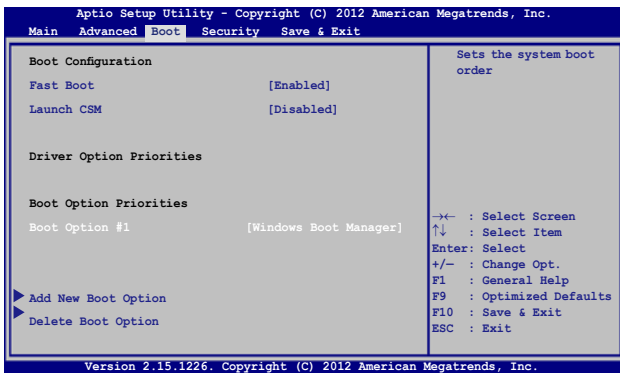 Aptio Setup Utility - Copyright (C) 2012 American Megatrends, Inc.
Main Advanced Boot Security Save & Exit
Boot Configuration
Fast Boot [Enabled]
Launch CSM [Disabled]
Driver Option Priorities
Boot Option Priorities
Boot Option #1 [Windows Boot Manager]
Add New Boot Option
Delete Boot Option
Sets the system boot
order
→← : Select Screen
↑↓ : Select Item
Enter: Select
+/— : Change Opt.
F1 : General Help
F9 : Optimized Defaults
F10 : Save & Exit
ESC : Exit
Version 2.15.1226. Copyright (C) 2012 American Megatrends, Inc.